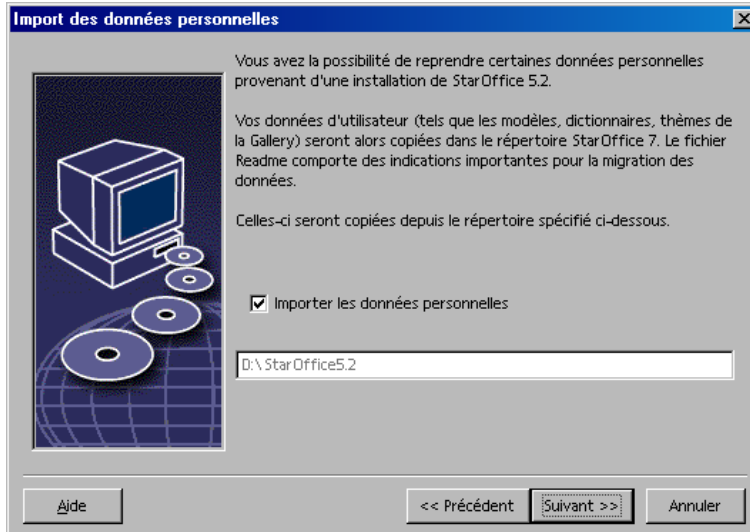 Import des données personnelles
Vous avez la possibilité de reprendre certaines données personnelles
provenant d'une installation de StarOffice 5.2.
Vos données d'utilisateur (tels que les modèles, dictionnaires, thèmes de
la Gallery) seront alors copiées dans le répertoire StarOffice 7. Le fichier
Readme comporte des indications importantes pour la migration des
données.
Celles-ci seront copiées depuis le répertoire spécifié ci-dessous.
Importer les données personnelles
D:\StarOffice5.2
Aide
<< Précédent
Suivant >>
Annuler